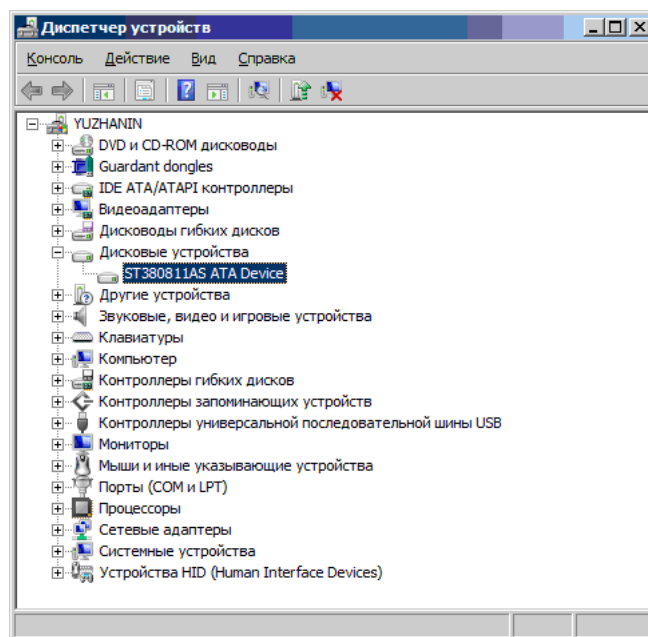 Диспетчер устройств
Консоль Действие Вид Справка
YUZHANIN
DVD и CD-ROM дисководы
Guardant dongles
IDE ATA/ATAPI контроллеры
Видеоадаптеры
Дисководы гибких дисков
Дисковые устройства
ST380811AS ATA Device
Другие устройства
Звуковые, видео и игровые устройства
Клавиатуры
Компьютер
Контроллеры гибких дисков
Контроллеры запоминающих устройств
Контроллеры универсальной последовательной шины USB
Мониторы
Мыши и иные указывающие устройства
Порты (COM и LPT)
Процессоры
Сетевые адаптеры
Системные устройства
Устройства HID (Human Interface Devices)